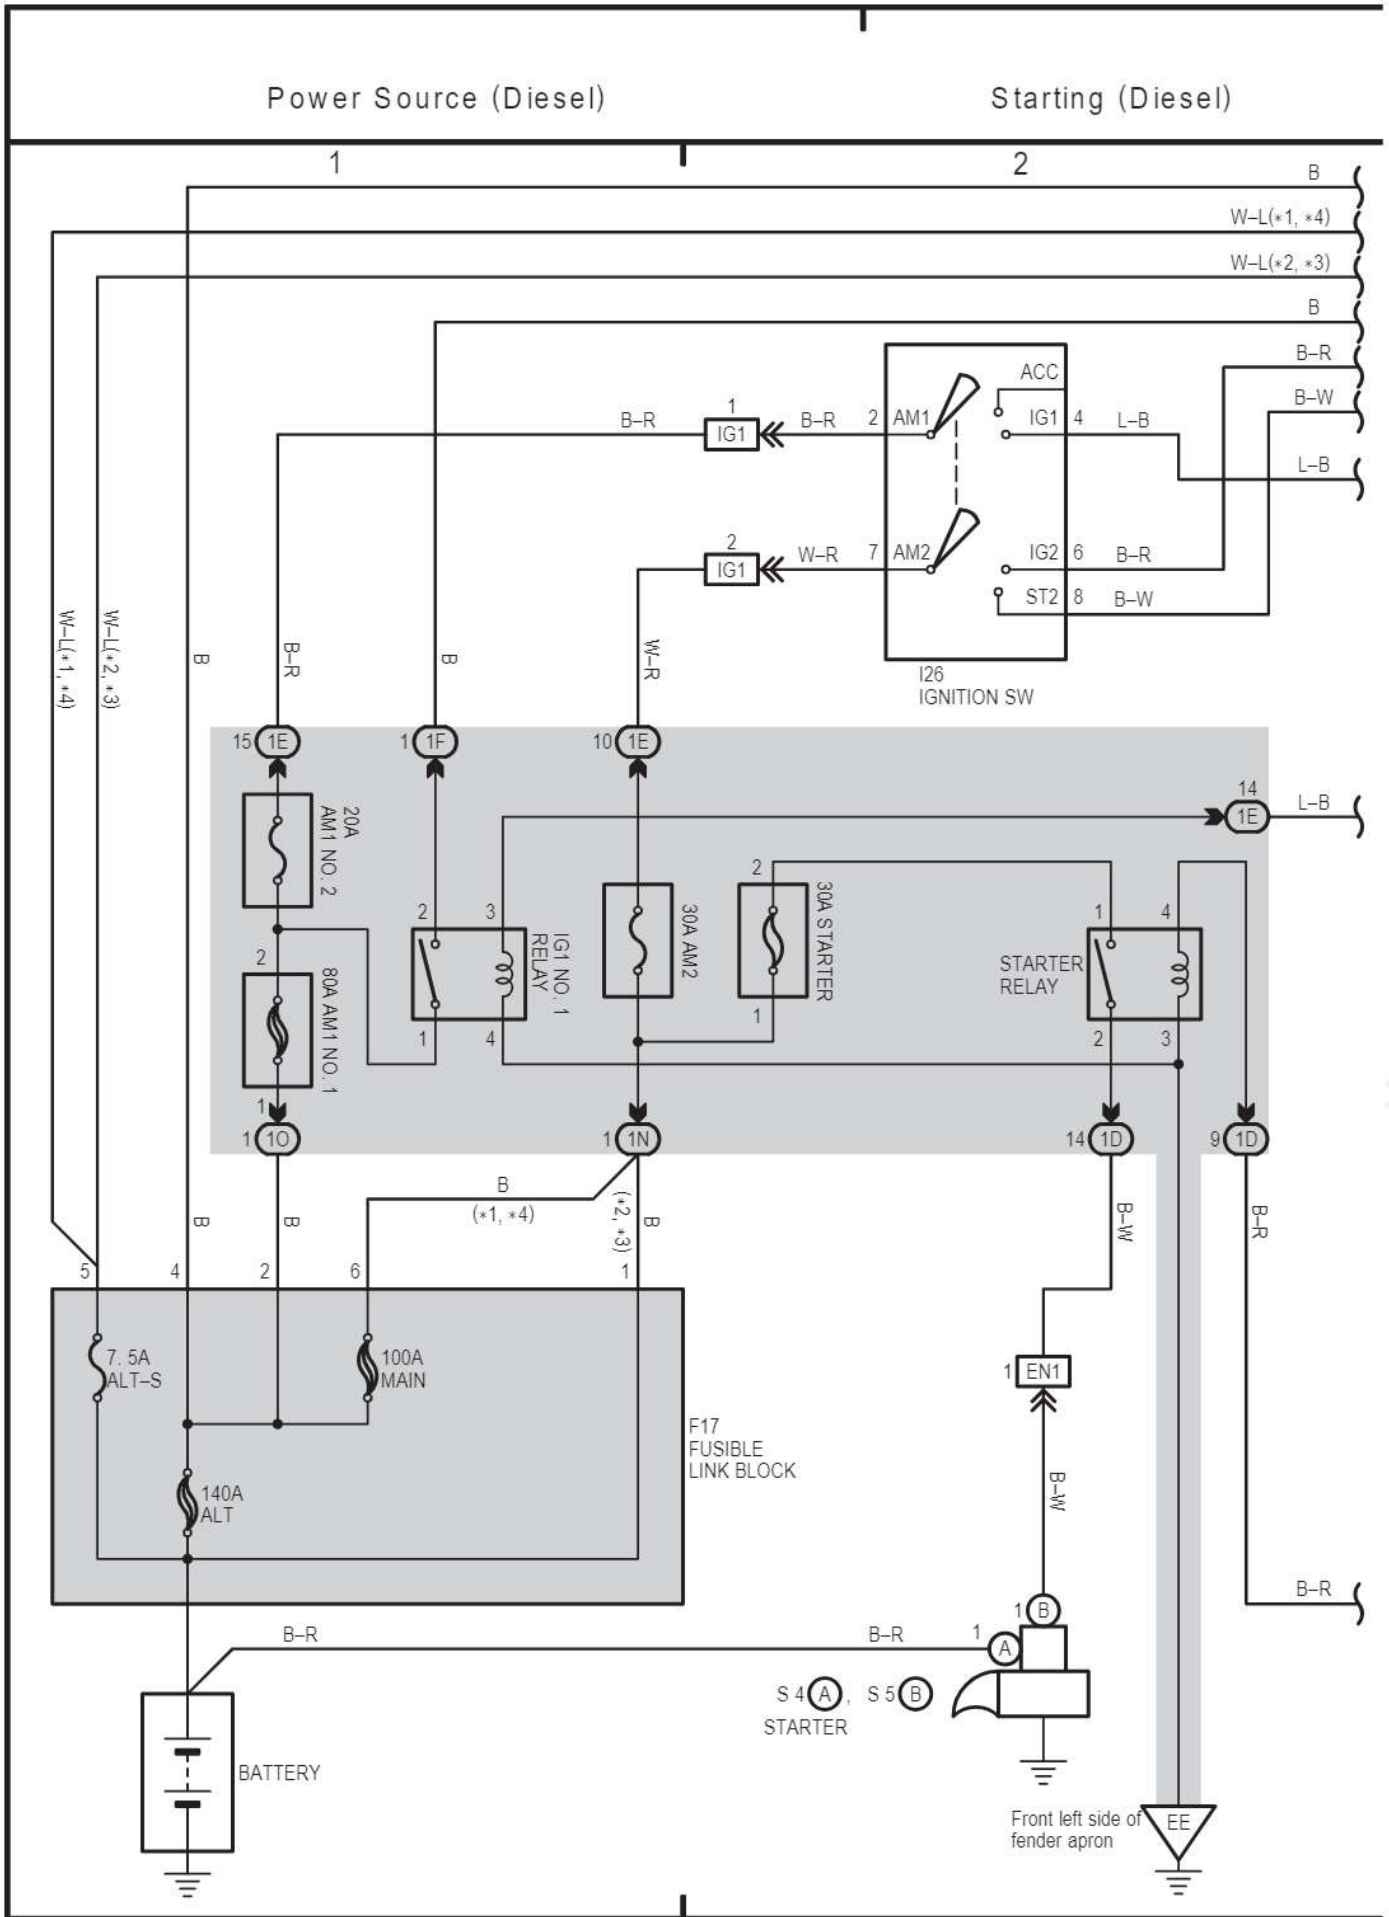 Power Source (Diesel)
Starting (Diesel)
1
2
B
W–L(*1, *4)
W–L(*2, *3)
B
B–R
B–W
ACC
1
IG1
B–R
B–R
2
AM1
IG1
4
L–B
L–B
2
IG1
W–R
7
AM2
IG2
6
B–R
ST2
8
B–W
W–L(*1, *4)
W–L(*2, *3)
B
B–R
B
W–R
I26
IGNITION SW
15
1E
1
1F
10
1E
14
1E
L–B
20A
AM1 NO. 2
2
3
IG1 NO. 1
RELAY
30A AM2
2
30A STARTER
1
1
4
STARTER
RELAY
2
80A AM1 NO. 1
1
4
2
3
1
1
1O
1
1N
14
1D
9
1D
B
(*1, *4)
(*2, *3)
B
B
B
B–W
B–R
5
4
2
6
1
7. 5A
ALT–S
100A
MAIN
1
EN1
F17
FUSIBLE
LINK BLOCK
140A
ALT
B–W
B–R
1
B
B–R
B–R
1
A
S 4 A , S 5 B
STARTER
BATTERY
Front left side of
fender apron
EE